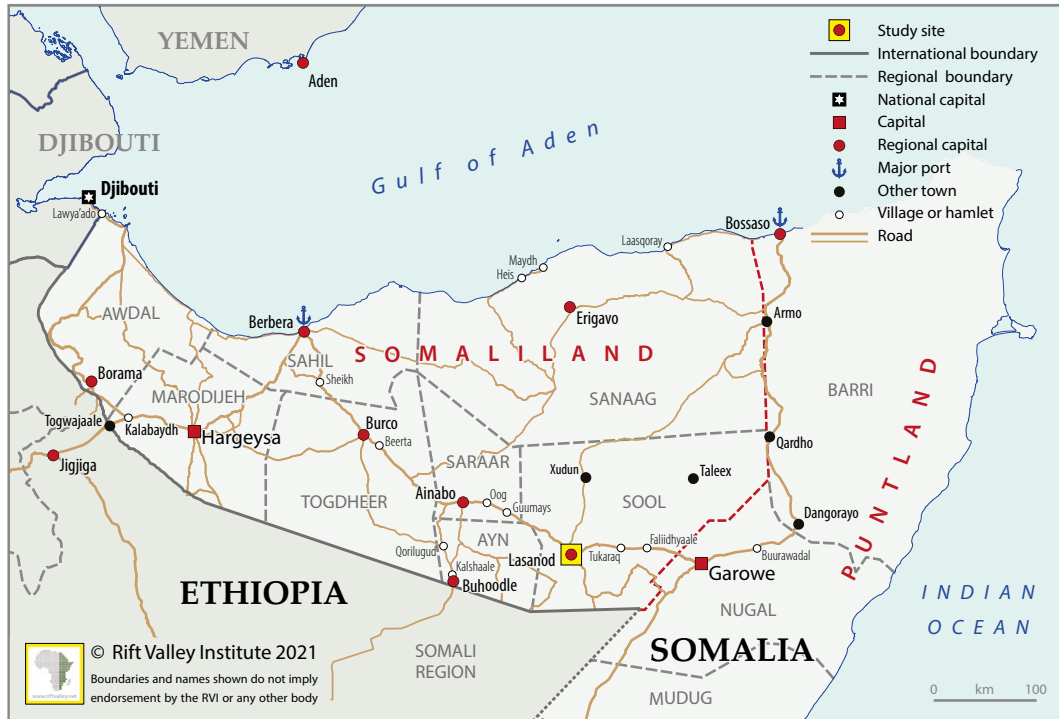 YEMEN
Aden
DJIBOUTI
Djibouti
Lawya'ado
Gulf of Aden
Study site
International boundary
Regional boundary
National capital
Capital
Regional capital
Major port
Other town
Village or hamlet
Road
Bossaso
Laasqoray
Maydh
Heis
Erigavo
Armo
AWDAL
Berbera
SAHIL
SOMALILAND
Sheikh
SANAAG
BARRI
PUNTLAND
Borama
MARODIJEH
Togwajaale
Kalabaydh
Hargeysa
Burco
Beerta
Qardho
Jigjiga
SARAAR
Xudun
Taleex
TOGDHEER
Ainabo
Oog
Guumays
SOOL
Dangorayo
AYN
Qorilugud
Lasanod
Tukaraq
Faliidhyaale
Buurawadal
Kalshaale
Buhoodle
Garowe
ETHIOPIA
NUGAL
INDIAN
OCEAN
SOMALI
REGION
SOMALIA
MUDUG
© Rift Valley Institute 2021
Boundaries and names shown do not imply
endorsement by the RVI or any other body
www.riftvalley.net
0 km 100